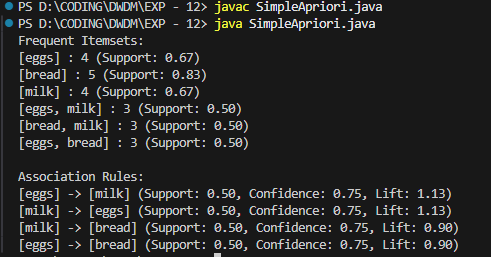 PS D:\CODING\DWDM\EXP - 12> javac SimpleApriori.java
PS D:\CODING\DWDM\EXP - 12> java SimpleApriori.java
Frequent Itemsets:
[eggs] : 4 (Support: 0.67)
[bread] : 5 (Support: 0.83)
[milk] : 4 (Support: 0.67)
[eggs, milk] : 3 (Support: 0.50)
[bread, milk] : 3 (Support: 0.50)
[eggs, bread] : 3 (Support: 0.50)
Association Rules:
[eggs] -> [milk] (Support: 0.50, Confidence: 0.75, Lift: 1.13)
[milk] -> [eggs] (Support: 0.50, Confidence: 0.75, Lift: 1.13)
[milk] -> [bread] (Support: 0.50, Confidence: 0.75, Lift: 0.90)
[eggs] -> [bread] (Support: 0.50, Confidence: 0.75, Lift: 0.90)